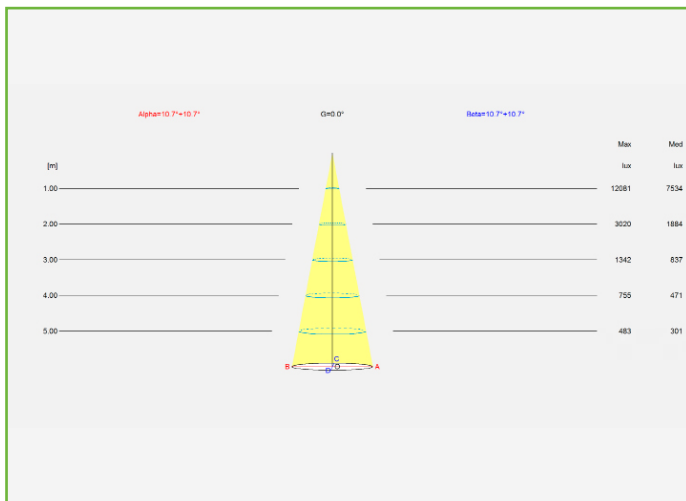 Alpha=10.7°+10.7° G=0.0° Beta=10.7°+10.7°
Max Med
[m] lux lux
1.00 12081 7534
2.00 3020 1884
3.00 1342 837
4.00 755 471
5.00 483 301
C
B D O A